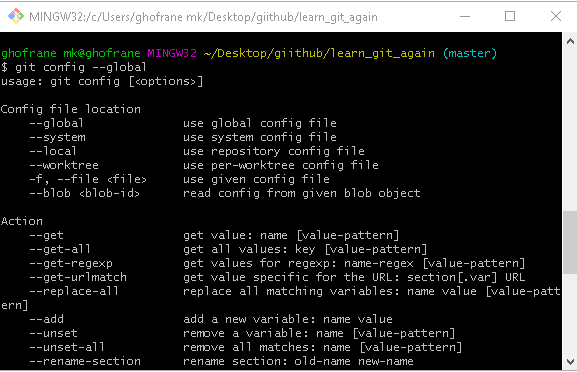 MINGW32:/c/Users/ghofrane mk/Desktop/giithub/learn_git_again
ghofrane mk@ghofrane MINGW32 ~/Desktop/giithub/learn_git_again (master)
$ git config --global
usage: git config [<options>]
Config file location
--global use global config file
--system use system config file
--local use repository config file
--worktree use per-worktree config file
-f, --file <file> use given config file
--blob <blob-id> read config from given blob object
Action
--get get value: name [value-pattern]
--get-all get all values: key [value-pattern]
--get-regexp get values for regexp: name-regex [value-pattern]
--get-urlmatch get value specific for the URL: section[.var] URL
--replace-all replace all matching variables: name value [value-patt
ern]
--add add a new variable: name value
--unset remove a variable: name [value-pattern]
--unset-all remove all matches: name [value-pattern]
--rename-section rename section: old-name new-name